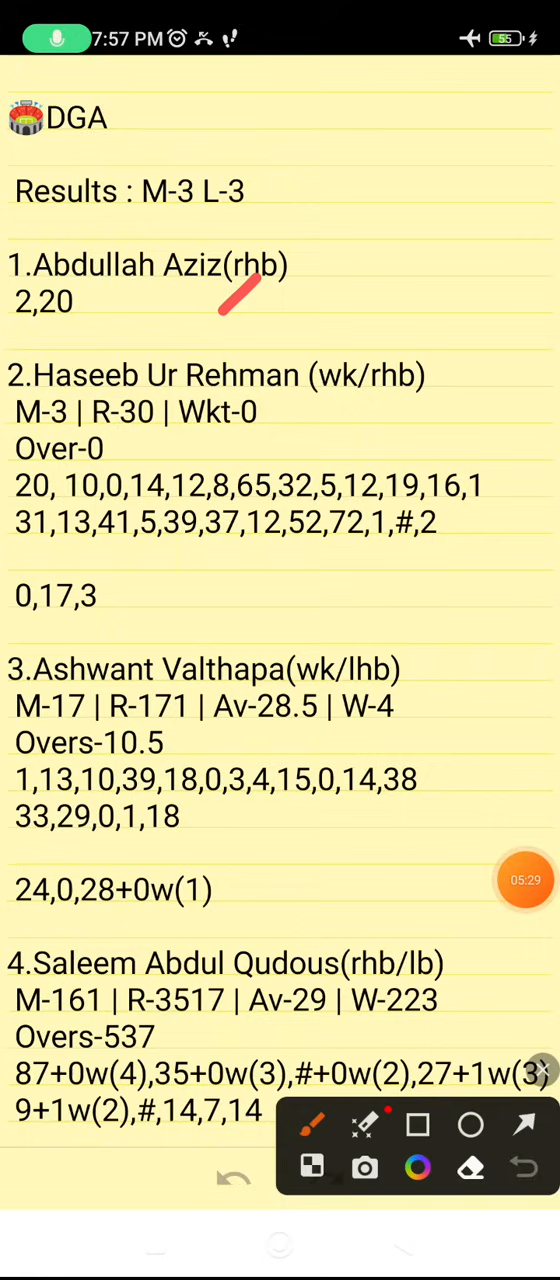 7:57 PM
55
DGA
Results : M-3 L-3
1.Abdullah Aziz(rhb)
2,20
2.Haseeb Ur Rehman (wk/rhb)
M-3 | R-30 | Wkt-0
Over-0
20, 10,0,14,12,8,65,32,5,12,19,16,1
31,13,41,5,39,37,12,52,72,1,#,2
0,17,3
3.Ashwant Valthapa(wk/lhb)
M-17 | R-171 | Av-28.5 | W-4
Overs-10.5
1,13,10,39,18,0,3,4,15,0,14,38
33,29,0,1,18
24,0,28+0w(1)
05:29
4.Saleem Abdul Qudous(rhb/lb)
M-161 | R-3517 | Av-29 | W-223
Overs-537
87+0w(4),35+0w(3),#+0w(2),27+1w(3)
9+1w(2),#,14,7,14